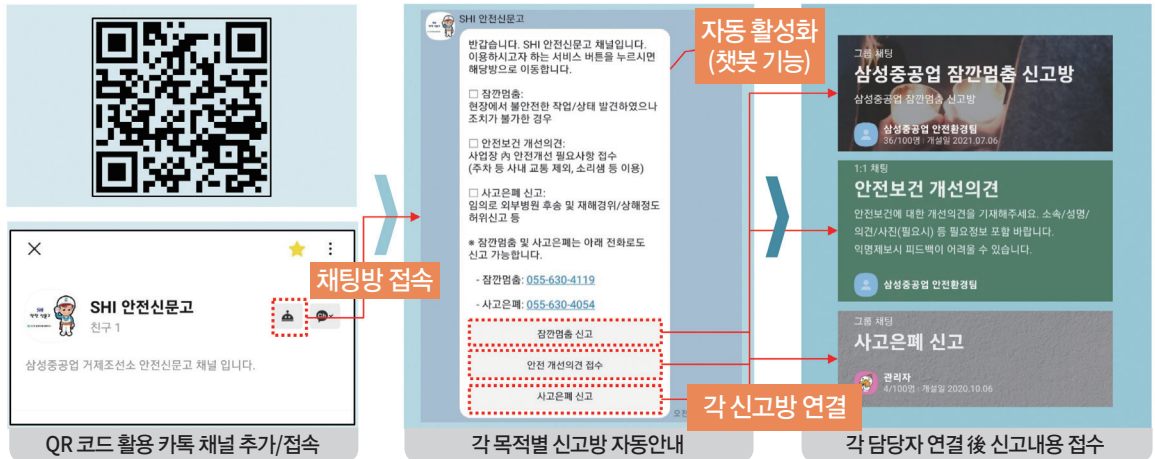 SHI 안전신문고
친구 1
삼성중공업 거제조선소 안전신문고 채널 입니다.
채팅방 접속
QR 코드 활용 카톡 채널 추가/접속
SHI 안전신문고
반갑습니다. SHI 안전신문고 채널입니다.
이용하시고자 하는 서비스 버튼을 누르시면
해당방으로 이동합니다.
□ 잠깐멈춤:
현장에서 불안전한 작업/상태 발견하였으나
조치가 불가한 경우
□ 안전보건 개선의견:
사업장 內 안전개선 필요사항 접수
(주차 등 사내 교통 제외, 소리샘 등 이용)
□ 사고은폐 신고:
임의로 외부병원 후송 및 재해경위/상해정도
허위신고 등
※ 잠깐멈춤 및 사고은폐는 아래 전화로도
신고 가능합니다.
- 잠깐멈춤: 055-630-4119
- 사고은폐: 055-630-4054
잠깐멈춤 신고
안전 개선의견 접수
사고은폐 신고
자동 활성화
(챗봇 기능)
각 신고방 연결
각 목적별 신고방 자동안내
그룹 채팅
삼성중공업 잠깐멈춤 신고방
삼성중공업 잠깐멈춤 신고방
삼성중공업 안전환경팀
36/100명 | 개설일 2021.07.06
1:1 채팅
안전보건 개선의견
안전보건에 대한 개선의견을 기재해주세요. 소속/성명/
의견/사진(필요시) 등 필요정보 포함 바랍니다.
익명제보시 피드백이 어려울 수 있습니다.
삼성중공업 안전환경팀
그룹 채팅
사고은폐 신고
관리자
4/100명 | 개설일 2020.10.06
각 담당자 연결 後 신고내용 접수